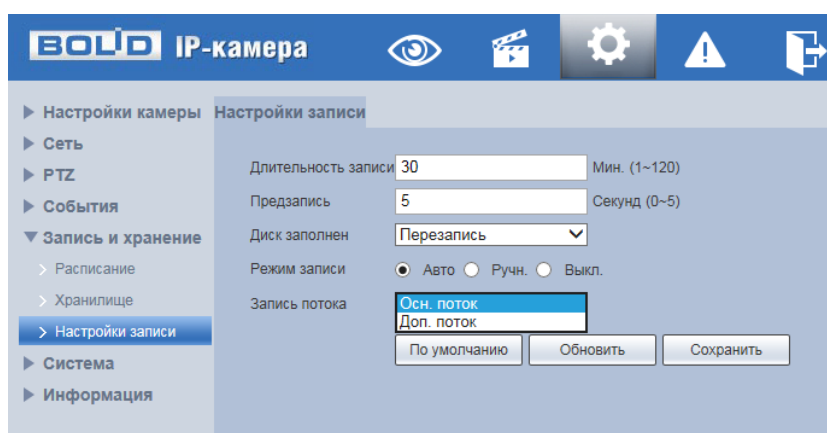 BOLID IP-камера
Настройки камеры
Сеть
PTZ
События
Запись и хранение
Расписание
Хранилище
Настройки записи
Система
Информация
Настройки записи
Длительность записи 30 Мин. (1~120)
Предзапись 5 Секунд (0~5)
Диск заполнен Перезапись
Режим записи Авто Ручн. Выкл.
Запись потока Осн. поток
Доп. поток
По умолчанию Обновить Сохранить